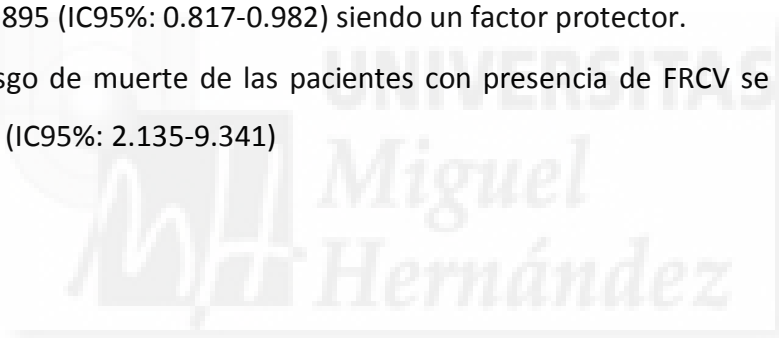 895 (IC95%: 0.817-0.982) siendo un factor protector.
sgo de muerte de las pacientes con presencia de FRCV se
(IC95%: 2.135-9.341)
UNIVERSITAS
Miguel
Hernández